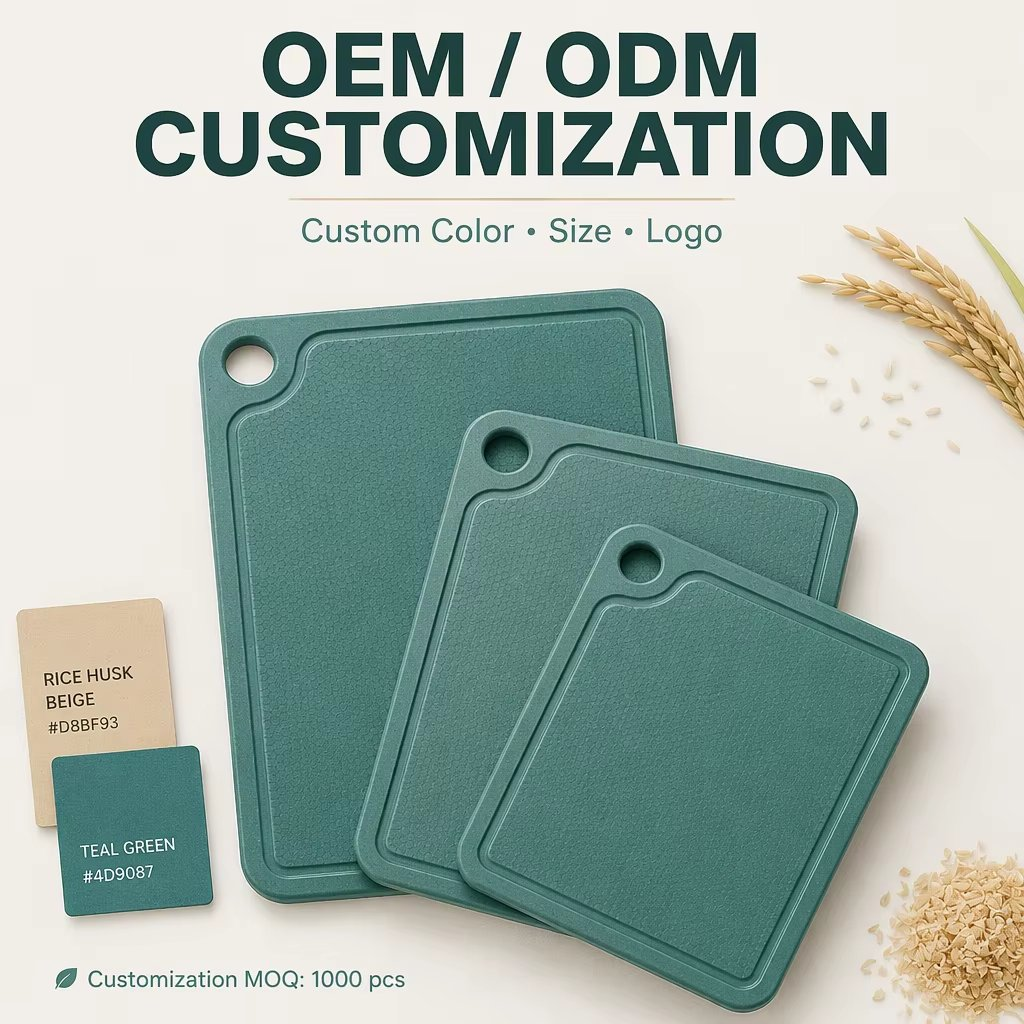 OEM / ODM
CUSTOMIZATION
Custom Color • Size • Logo
RICE HUSK
BEIGE
#D8BF93
TEAL GREEN
#4D9087
Customization MOQ: 1000 pcs